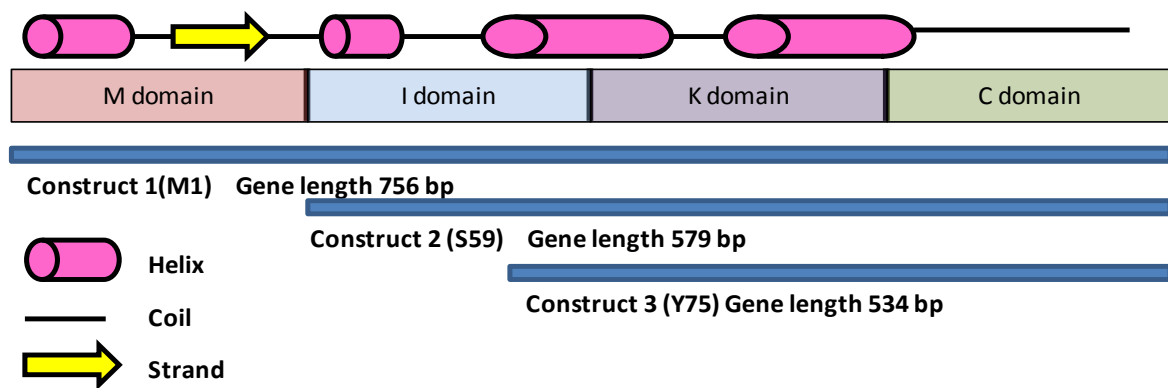 M domain I domain K domain C domain
Construct 1(M1) Gene length 756 bp
Construct 2 (S59) Gene length 579 bp
Construct 3 (Y75) Gene length 534 bp
Helix
Coil
Strand